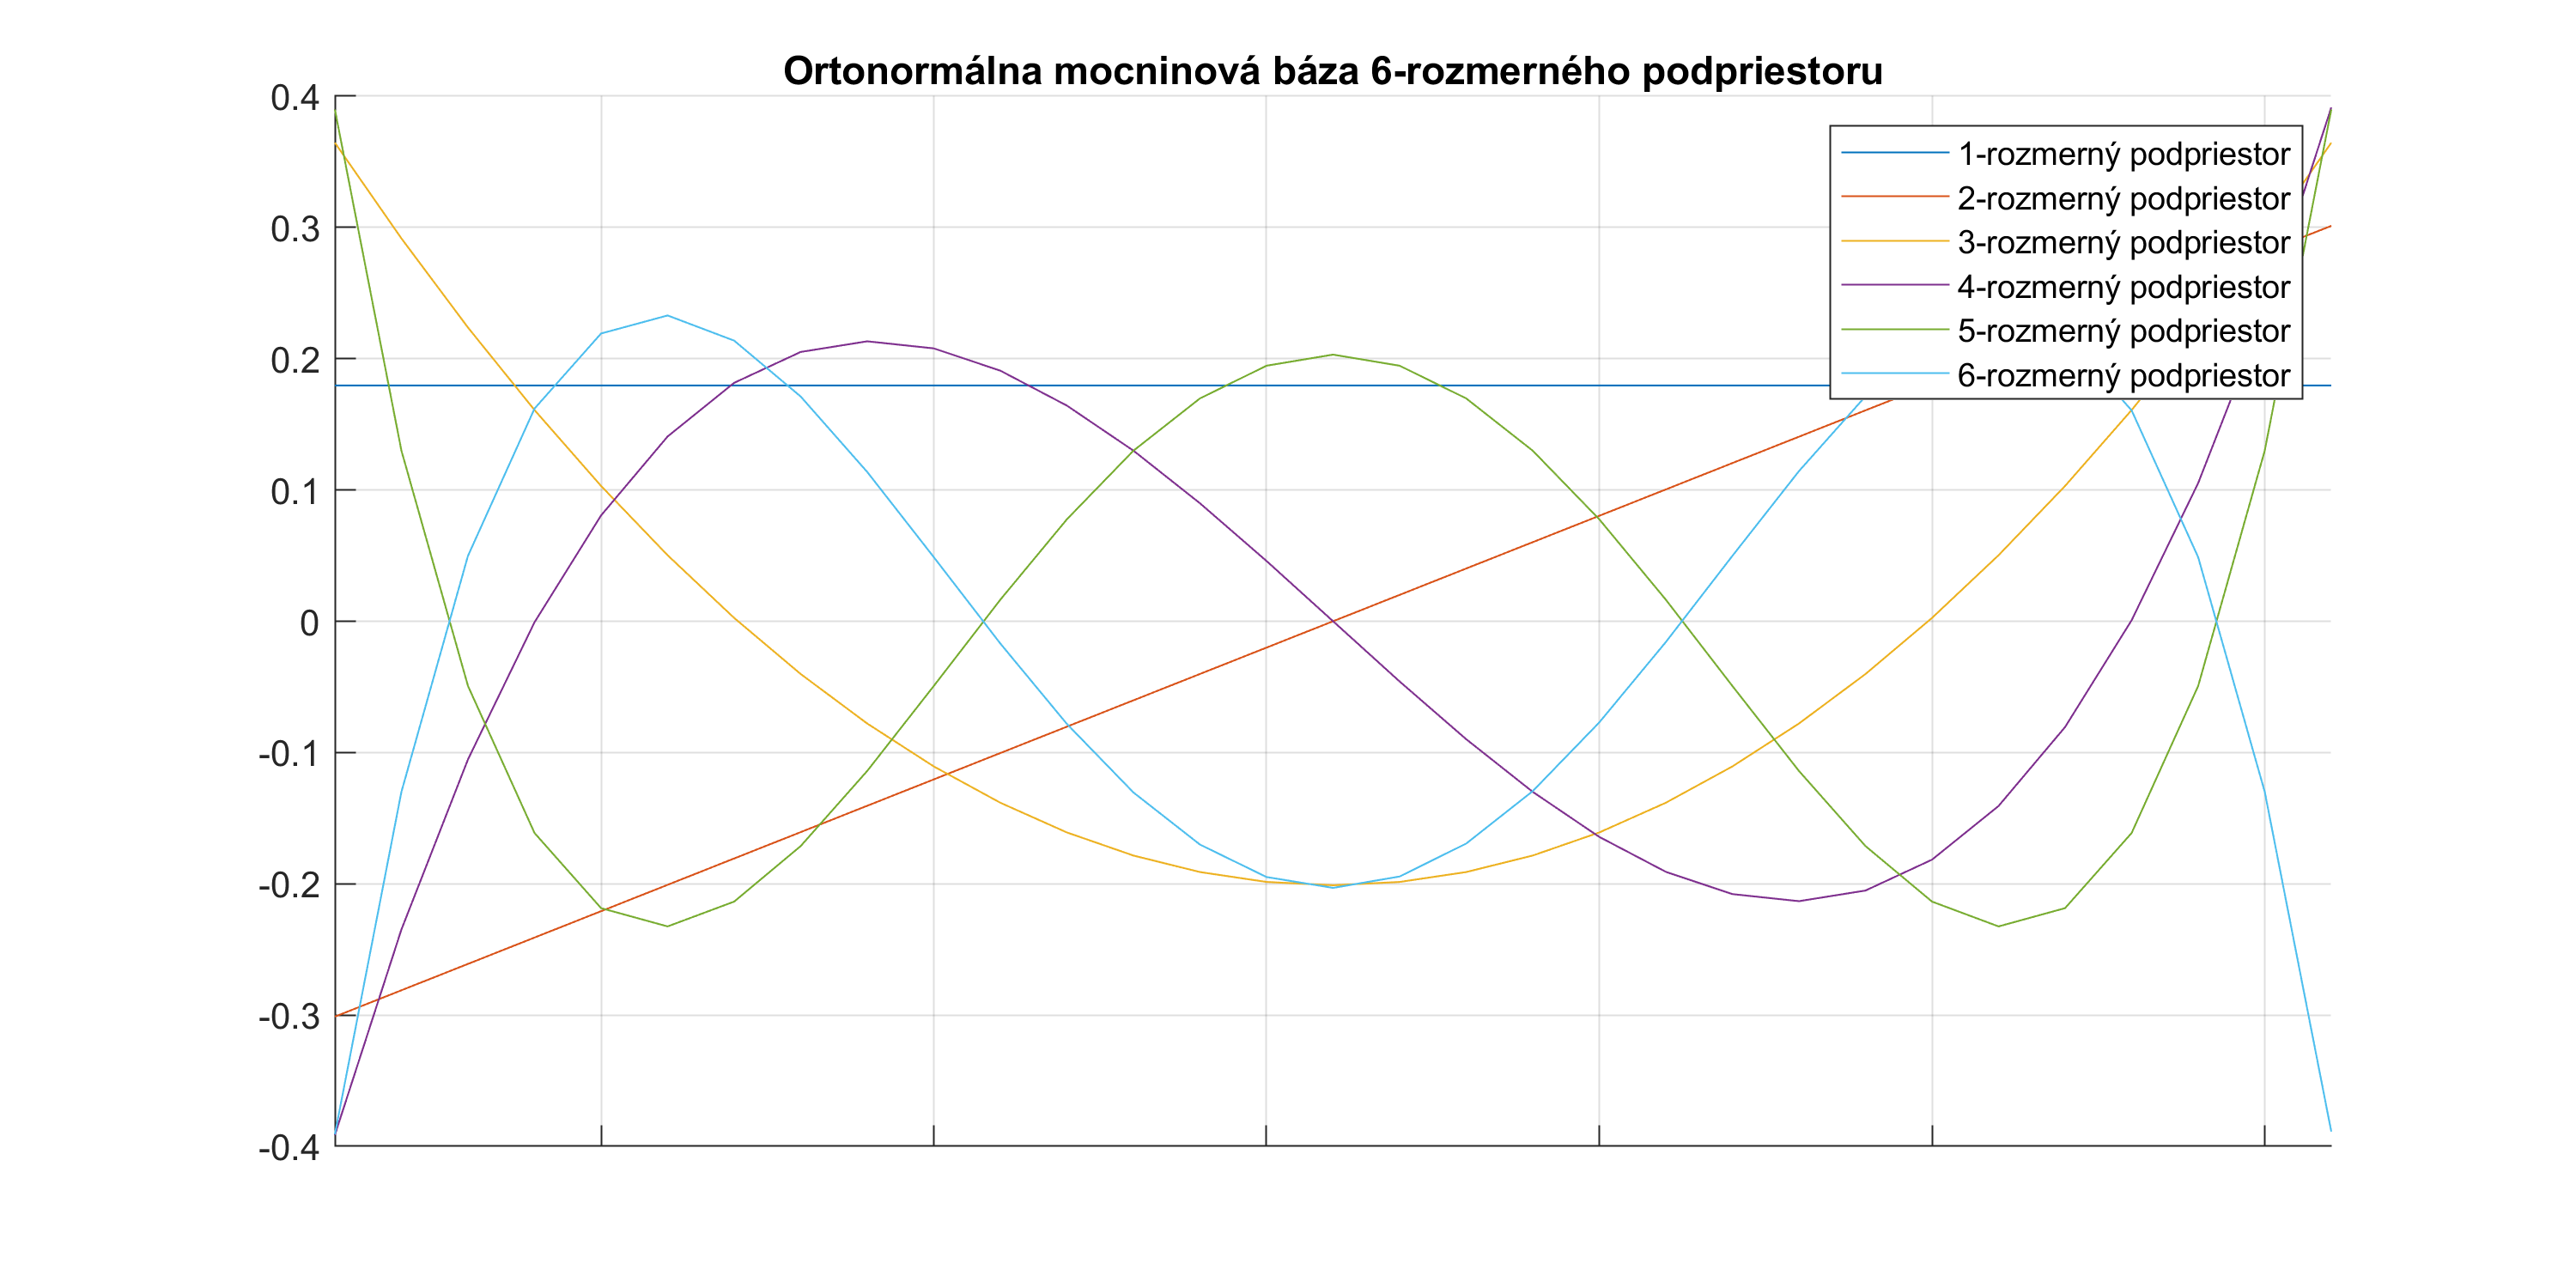 Ortonormálna mocninová báza 6-rozmerného podpriestoru
0.4
0.3
0.2
0.1
0
-0.1
-0.2
-0.3
-0.4
1-rozmerný podpriestor
2-rozmerný podpriestor
3-rozmerný podpriestor
4-rozmerný podpriestor
5-rozmerný podpriestor
6-rozmerný podpriestor